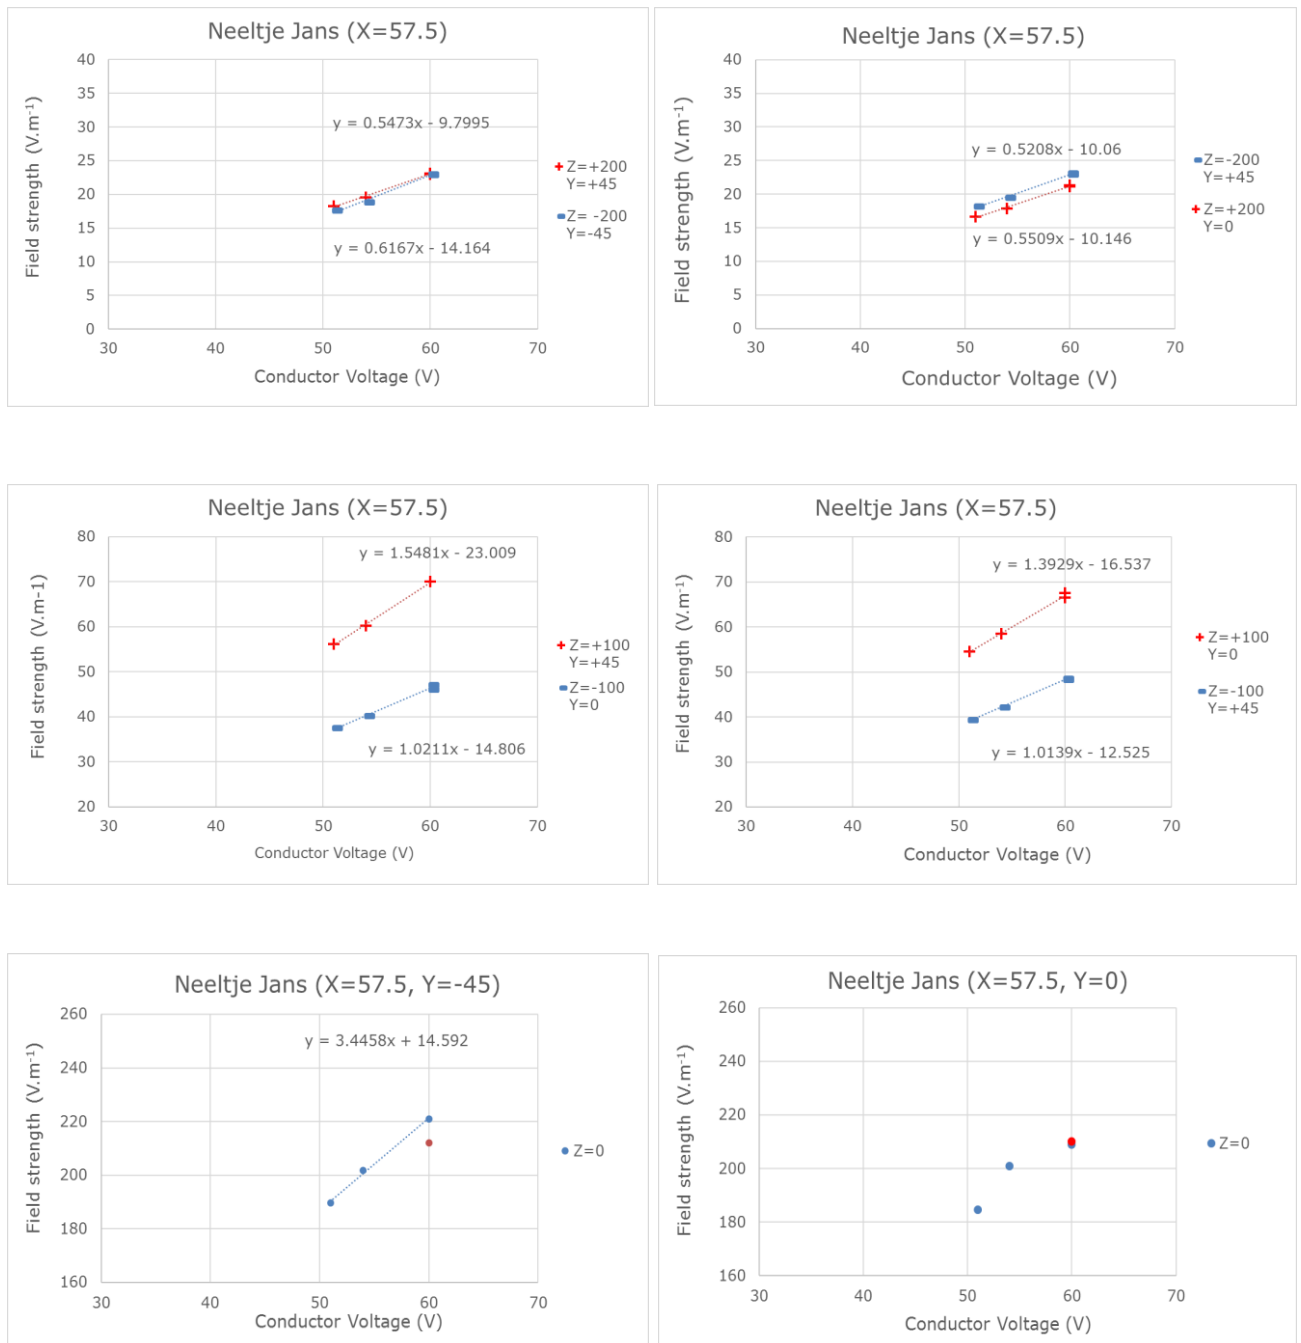 Neeltje Jans (X=57.5)
Field strength (V.m⁻¹)
40
35
30
25
20
15
10
5
0
y = 0.5473x - 9.7995
y = 0.6167x - 14.164
30 40 50 60 70
Conductor Voltage (V)
Z=+200
Y=+45
Z= -200
Y=-45
Neeltje Jans (X=57.5)
Field strength (V.m⁻¹)
40
35
30
25
20
15
10
5
0
y = 0.5208x - 10.06
y = 0.5509x - 10.146
30 40 50 60 70
Conductor Voltage (V)
Z=-200
Y=+45
Z=+200
Y=0
Neeltje Jans (X=57.5)
Field strength (V.m-1)
80
70
60
50
40
30
20
y = 1.5481x - 23.009
y = 1.0211x - 14.806
30 40 50 60 70
Conductor Voltage (V)
Z=+100
Y=+45
Z=-100
Y=0
Neeltje Jans (X=57.5)
Field strength (V.m⁻¹)
80
70
60
50
40
30
20
y = 1.3929x - 16.537
y = 1.0139x - 12.525
30 40 50 60 70
Conductor Voltage (V)
Z=+100
Y=0
Z=-100
Y=+45
Neeltje Jans (X=57.5, Y=-45)
Field strength (V.m⁻¹)
260
240
220
200
180
160
y = 3.4458x + 14.592
30 40 50 60 70
Conductor Voltage (V)
Z=0
Neeltje Jans (X=57.5, Y=0)
Field strength (V.m⁻¹)
260
240
220
200
180
160
30 40 50 60 70
Conductor Voltage (V)
Z=0